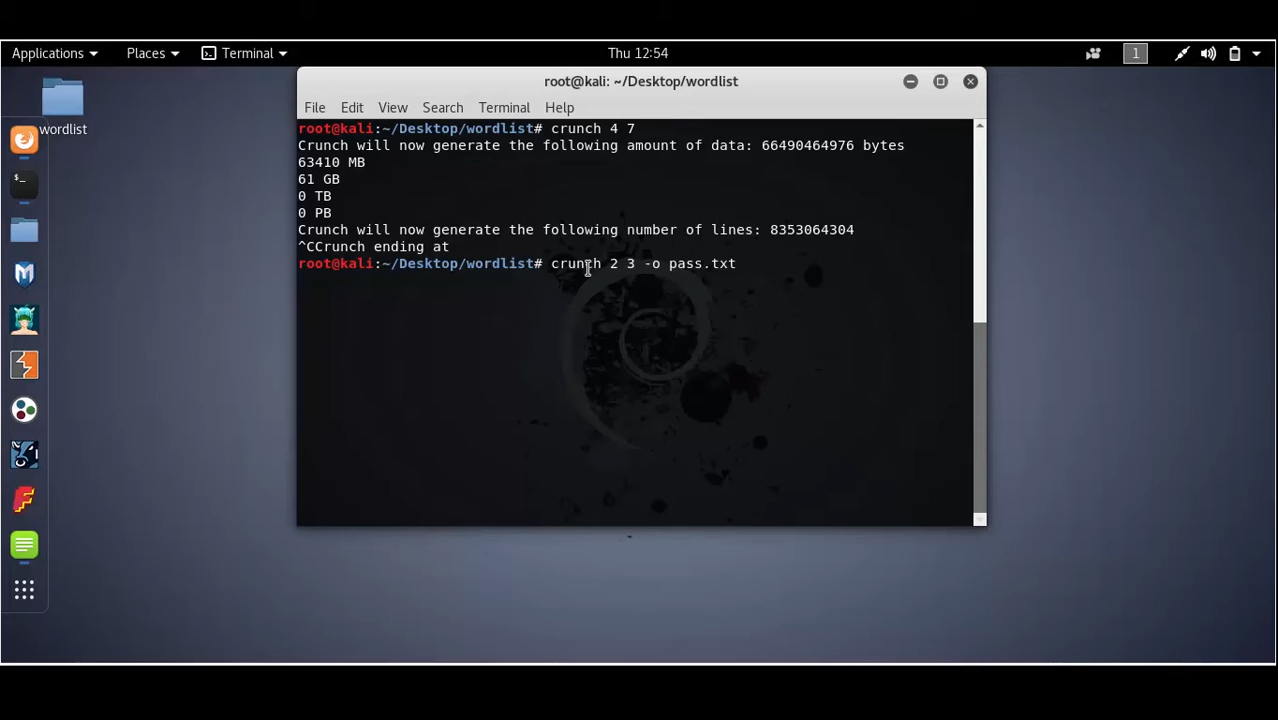 Applications Places Terminal Thu 12:54 1
wordlist
root@kali: ~/Desktop/wordlist
File Edit View Search Terminal Help
root@kali:~/Desktop/wordlist# crunch 4 7
Crunch will now generate the following amount of data: 66490464976 bytes
63410 MB
61 GB
0 TB
0 PB
Crunch will now generate the following number of lines: 8353064304
^CCrunch ending at
root@kali:~/Desktop/wordlist# crunch 2 3 -o pass.txt